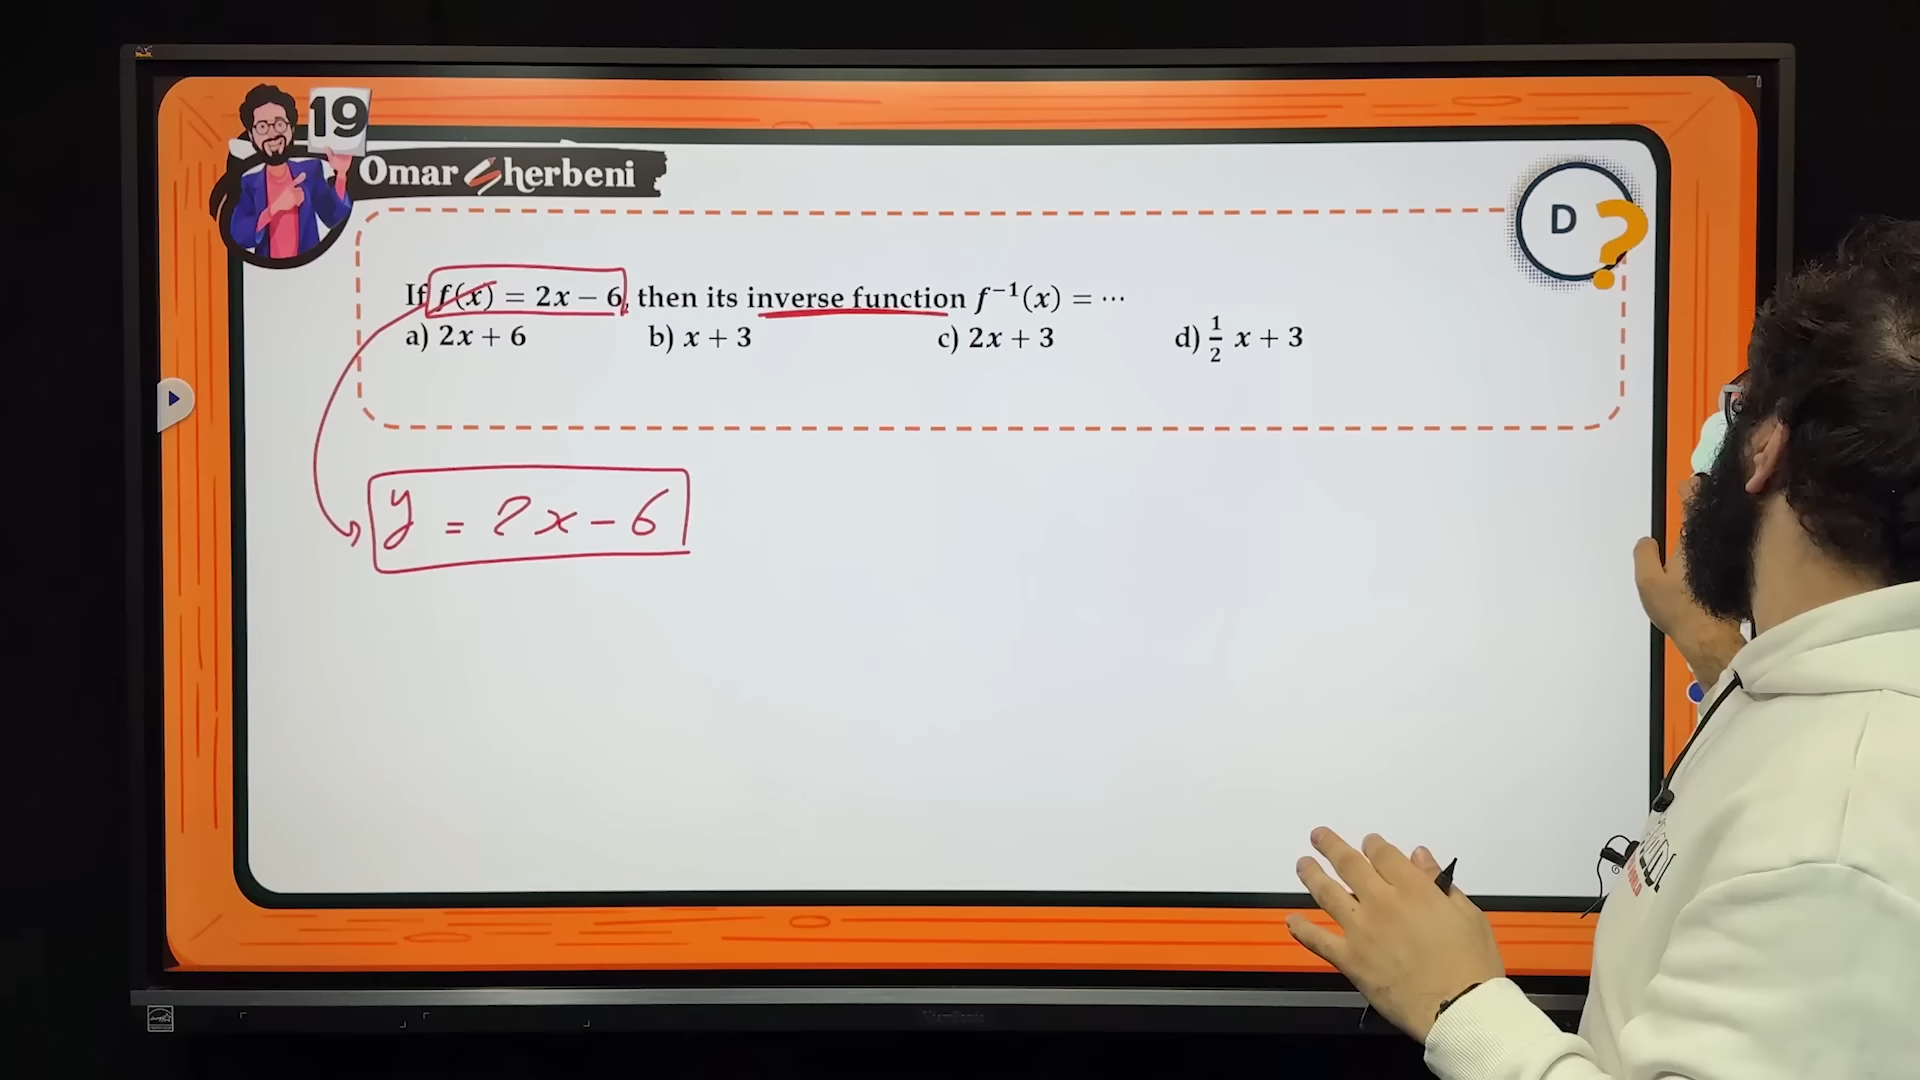 19
Omar Sherbeni
D ?
If f(x) = 2x − 6, then its inverse function f⁻¹(x) = ⋯
a) 2x + 6 b) x + 3 c) 2x + 3 d) 1/2 x + 3
y = 2x − 6